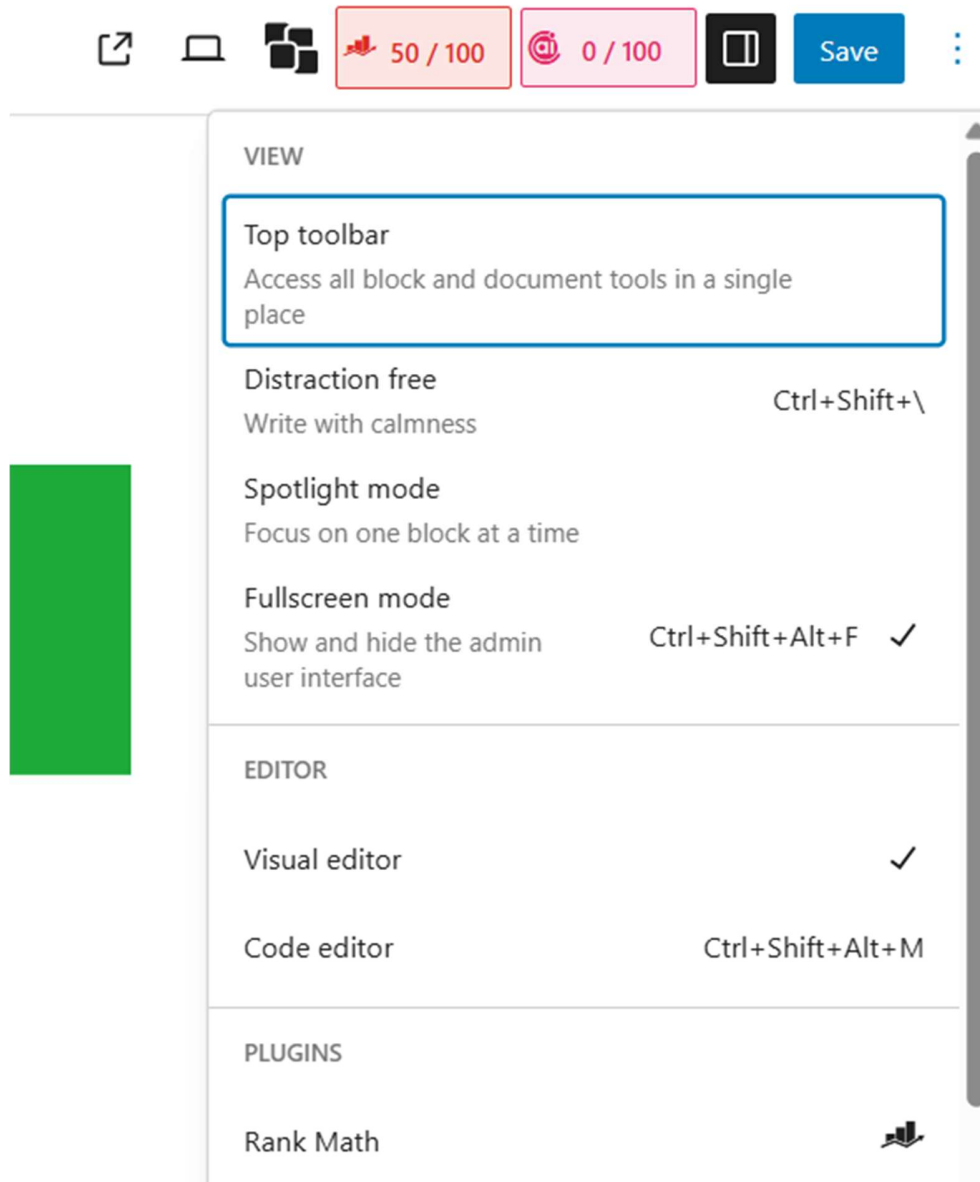 50 / 100
0 / 100
Save
VIEW
Top toolbar
Access all block and document tools in a single
place
Distraction free
Ctrl+Shift+\
Write with calmness
Spotlight mode
Focus on one block at a time
Fullscreen mode
Show and hide the admin
user interface
Ctrl+Shift+Alt+F
EDITOR
Visual editor
Code editor
Ctrl+Shift+Alt+M
PLUGINS
Rank Math